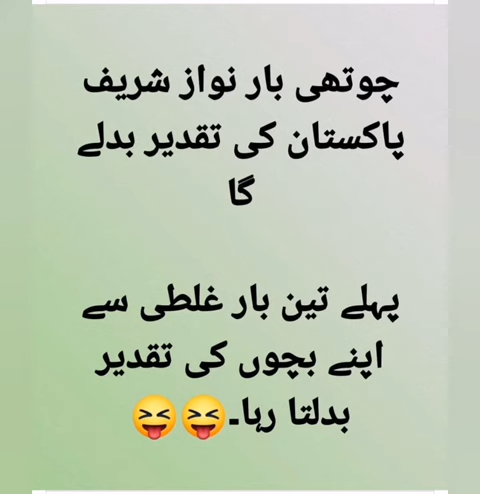 چوتھی بار نواز شریف
پاکستان کی تقدیر بدلے
گا
پہلے تین بار غلطی سے
اپنے بچوں کی تقدیر
بدلتا رہا۔😝😝